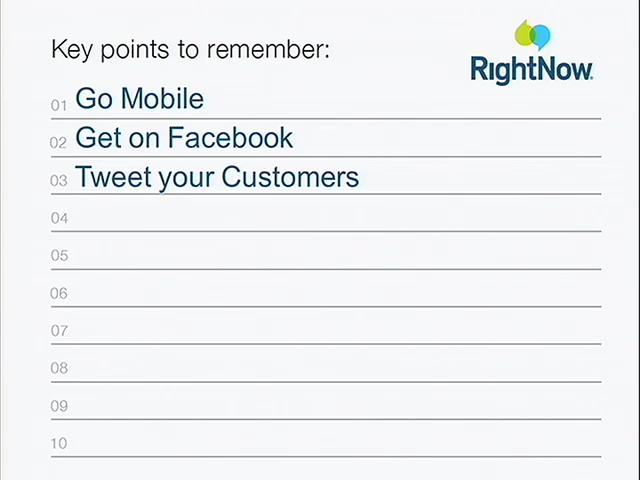 Key points to remember:
RightNow
01 Go Mobile
02 Get on Facebook
03 Tweet your Customers
04
05
06
07
08
09
10